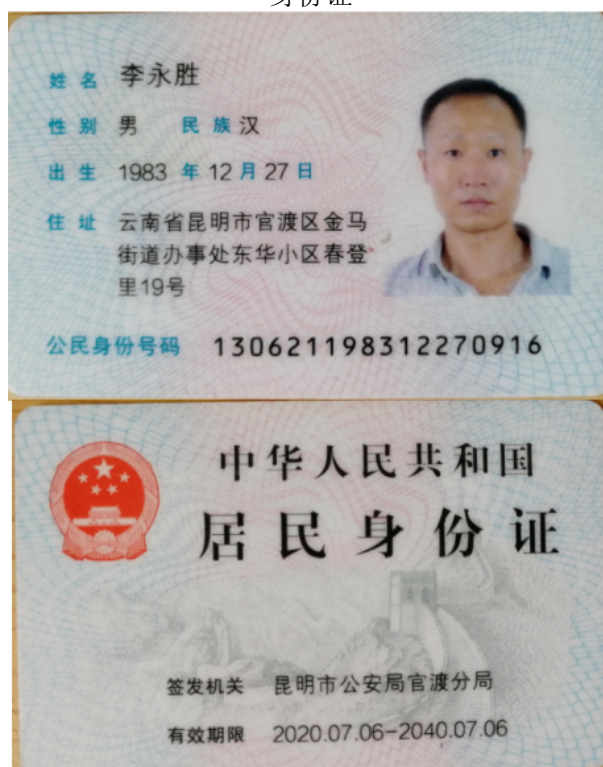 身份证
姓名 李永胜
性别 男 民族 汉
出生 1983 年 12 月 27 日
住址 云南省昆明市官渡区金马
街道办事处东华小区春登
里19号
公民身份号码 130621198312270916
中华人民共和国
居民身份证
签发机关 昆明市公安局官渡分局
有效期限 2020.07.06-2040.07.06